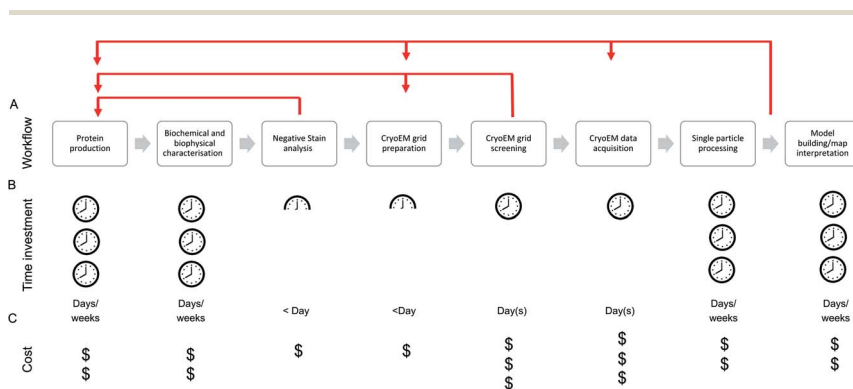 A
Workflow
Protein
production
Biochemical and
biophysical
characterisation
Negative Stain
analysis
CryoEM grid
preparation
CryoEM grid
screening
CryoEM data
acquisition
Single particle
processing
Model
building/map
interpretation
B
Time investment
Days/
weeks
Days/
weeks
< Day
<Day
Day(s)
Day(s)
Days/
weeks
Days/
weeks
C
Cost
$ $ $ $ $ $ $ $
$ $ $ $ $ $
$ $